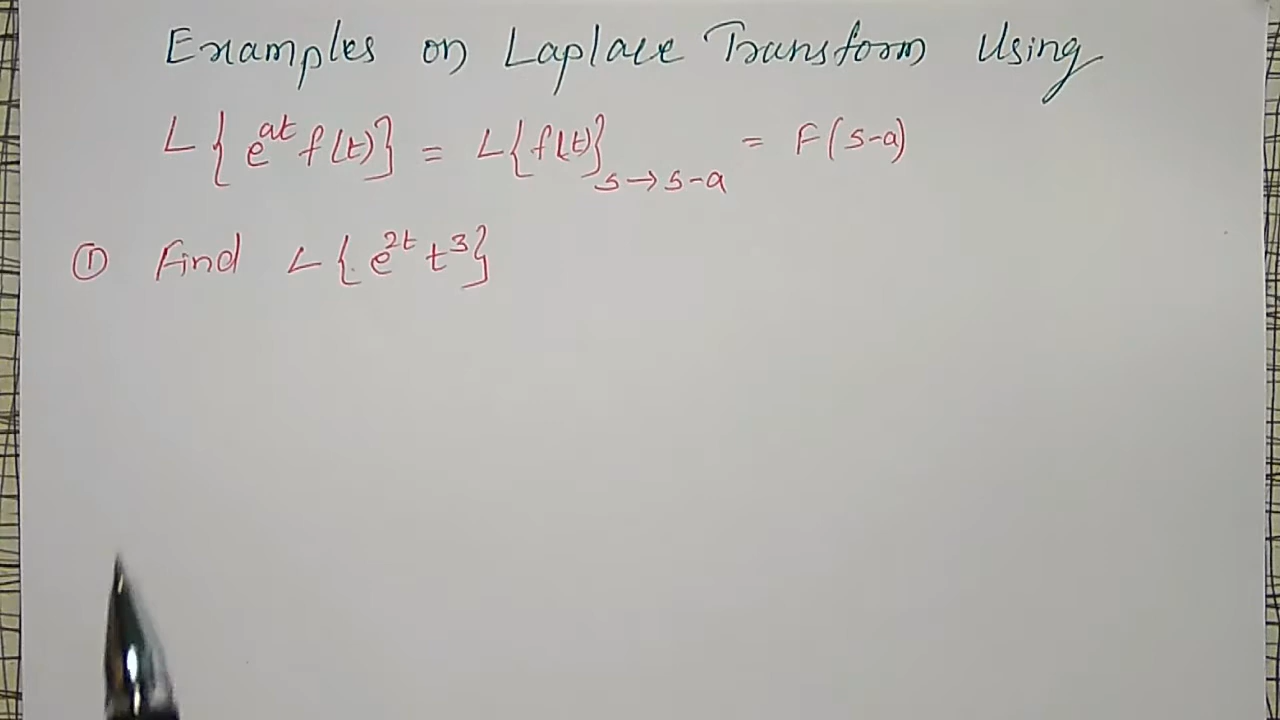 Examples on Laplace Transform Using
L{e^{at} f(t)} = L{f(t)}_{s→s-a} = F(s-a)
① Find L{e^{2t} t^3}